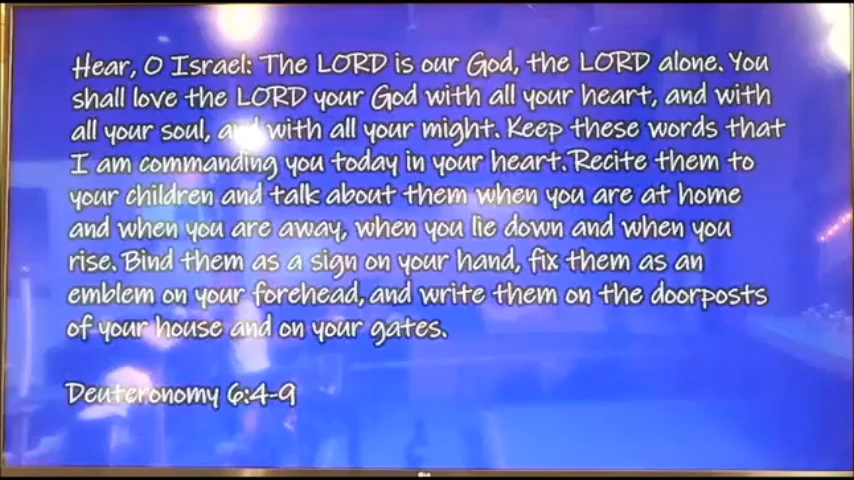 Hear, O Israel: The LORD is our God, the LORD alone. You
shall love the LORD your God with all your heart, and with
all your soul, and with all your might. Keep these words that
I am commanding you today in your heart. Recite them to
your children and talk about them when you are at home
and when you are away, when you lie down and when you
rise. Bind them as a sign on your hand, fix them as an
emblem on your forehead, and write them on the doorposts
of your house and on your gates.
Deuteronomy 6:4-9